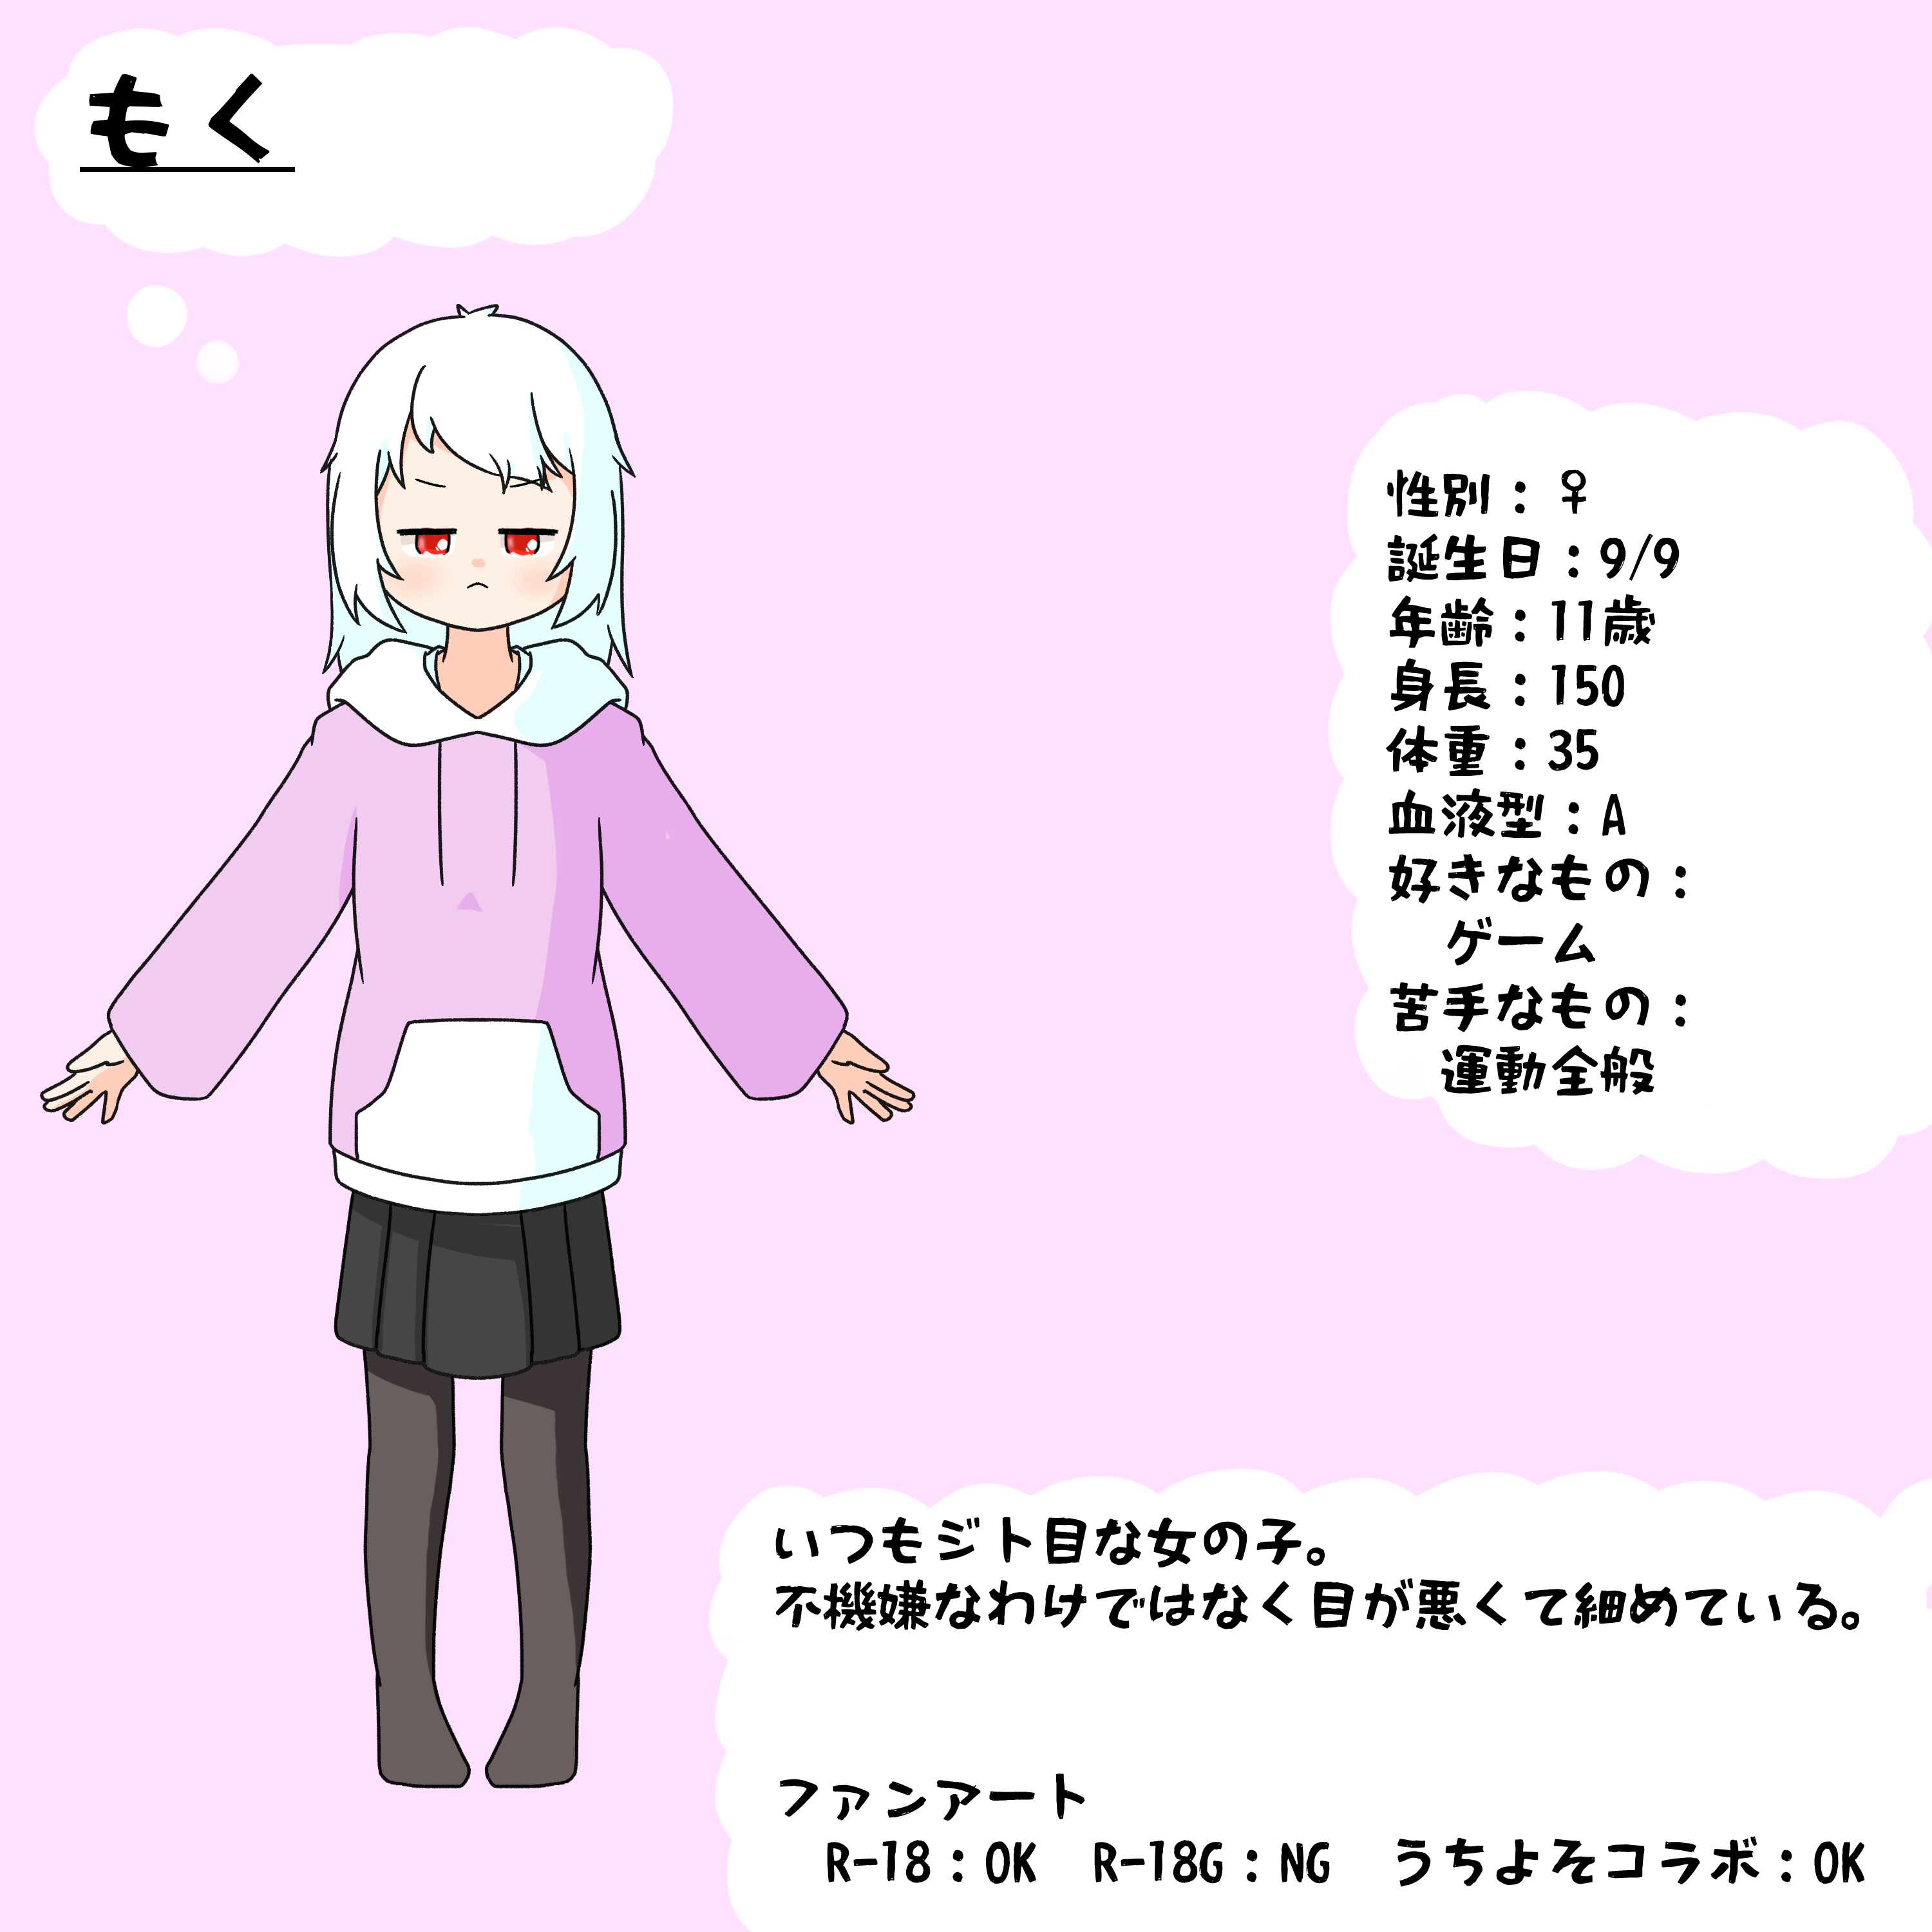 もく
性別：♀
誕生日：9/9
年齢：11歳
身長：150
体重：35
血液型：A
好きなもの：
ゲーム
苦手なもの：
運動全般
いつもジト目な女の子。
不機嫌なわけではなく目が悪くて細めている。
ファンアート
R-18：OK　R-18G：NG　うちよそコラボ：OK